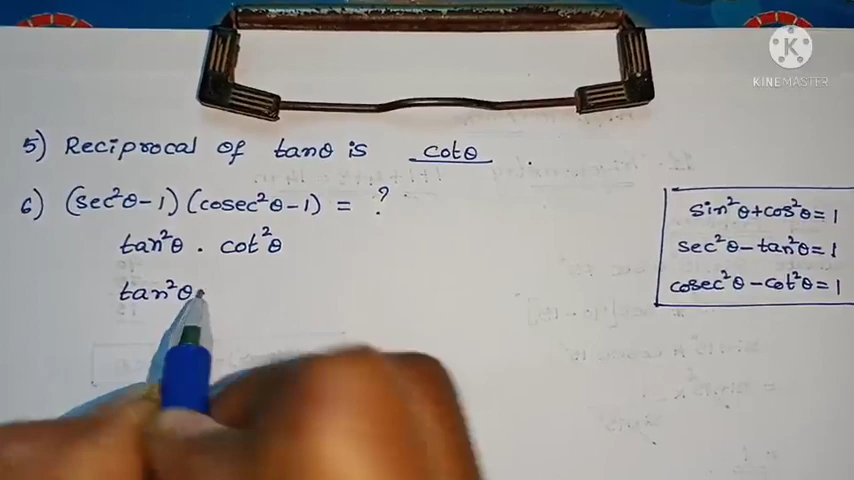 5) Reciprocal of tanθ is cotθ.
6) (sec²θ-1)(cosec²θ-1) = ?
tan²θ . cot²θ
tan²θ .
sin²θ+cos²θ=1
sec²θ-tan²θ=1
cosec²θ-cot²θ=1
K
KINEMASTER